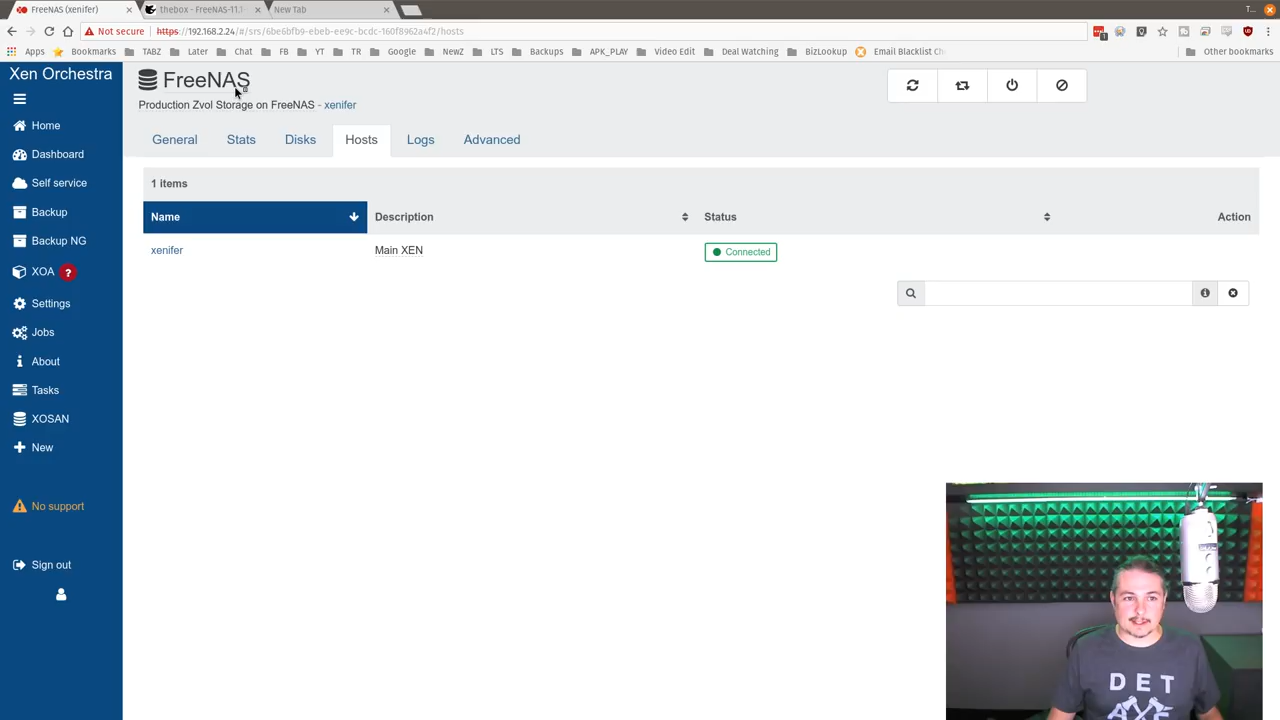 FreeNAS (xenifer)
thebox - FreeNAS-11.
New Tab
T...
Not secure
https://192.168.2.24/#/srs/6be6bfb9-ebeb-ee9c-bcdc-160f8962a4f2/hosts
Apps Bookmarks TABZ Later Chat FB YT TR Google NewZ LTS Backups APK_PLAY Video Edit Deal Watching BizLookup Email Blacklist Ch Other bookmarks
Xen Orchestra
Home
Dashboard
Self service
Backup
Backup NG
XOA ?
Settings
Jobs
About
Tasks
XOSAN
New
No support
Sign out
FreeNAS
Production Zvol Storage on FreeNAS - xenifer
General Stats Disks Hosts Logs Advanced
1 items
Name Description Status Action
xenifer Main XEN Connected
DET